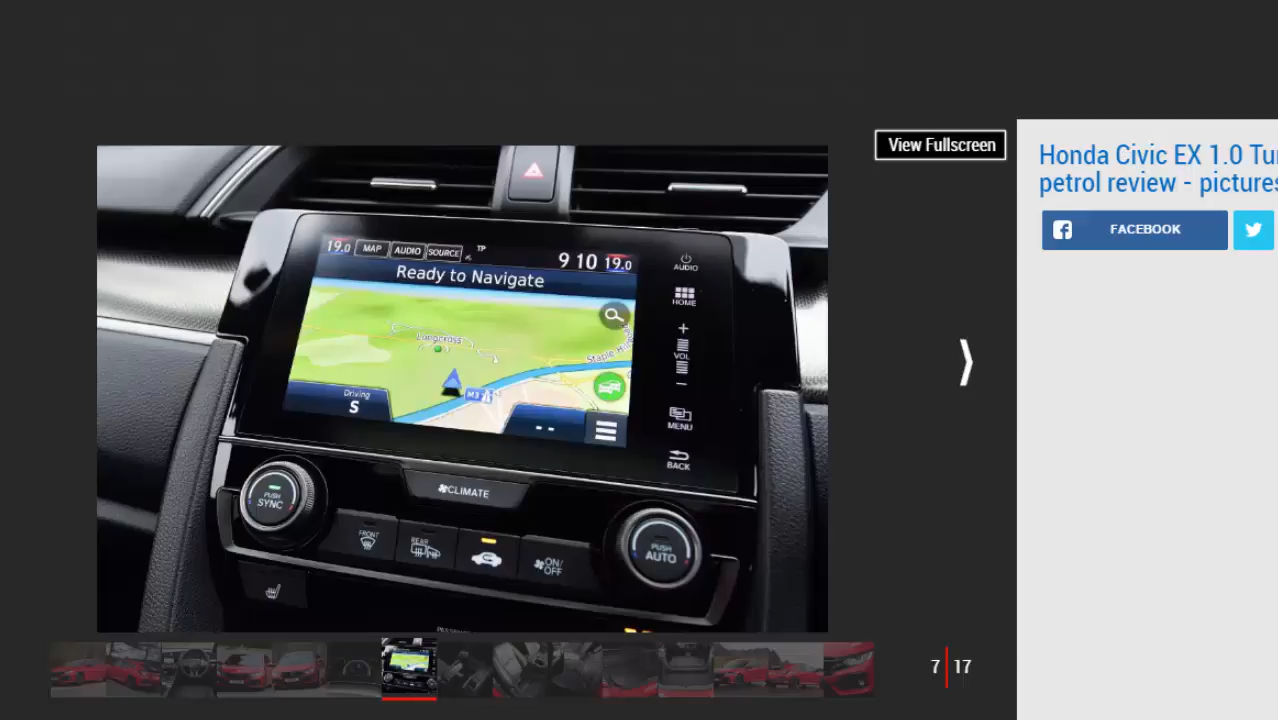 View Fullscreen
Honda Civic EX 1.0 Tu
petrol review - pictures
FACEBOOK
19.0 MAP AUDIO SOURCE TP 9 10 19.0
Ready to Navigate
AUDIO
HOME
+
VOL
-
MENU
BACK
Longcross
Staple Hill
M3
Driving
S
- -
CLIMATE
PUSH
SYNC
FRONT
REAR
ON/
OFF
PUSH
AUTO
7 17